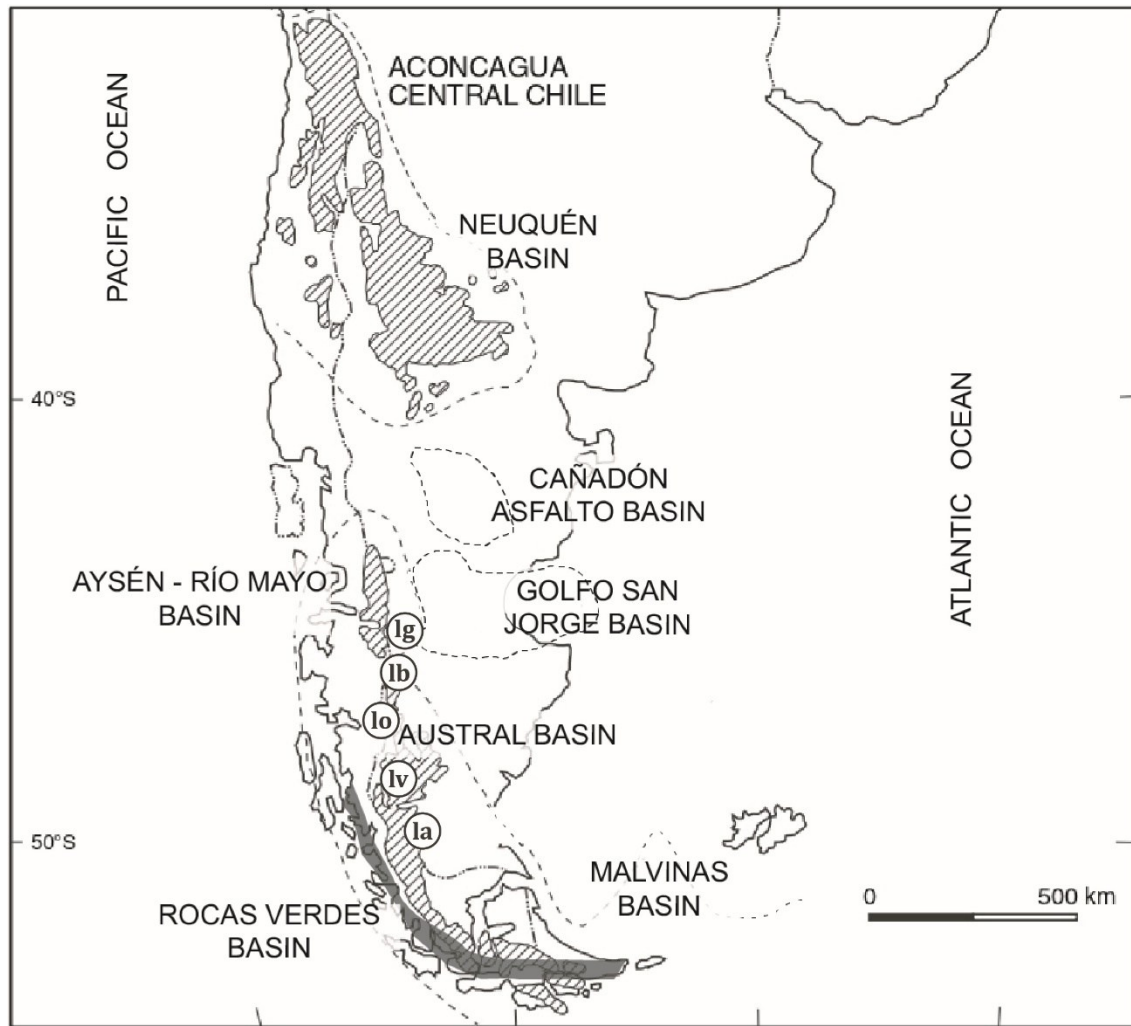 ACONCAGUA
CENTRAL CHILE
PACIFIC OCEAN
NEUQUÉN
BASIN
40°S
ATLANTIC OCEAN
CAÑADÓN
ASFALTO BASIN
AYSÉN - RÍO MAYO
BASIN
GOLFO SAN
JORGE BASIN
lg
lb
lo
AUSTRAL BASIN
lv
la
50°S
MALVINAS
BASIN
0 500 km
ROCAS VERDES
BASIN